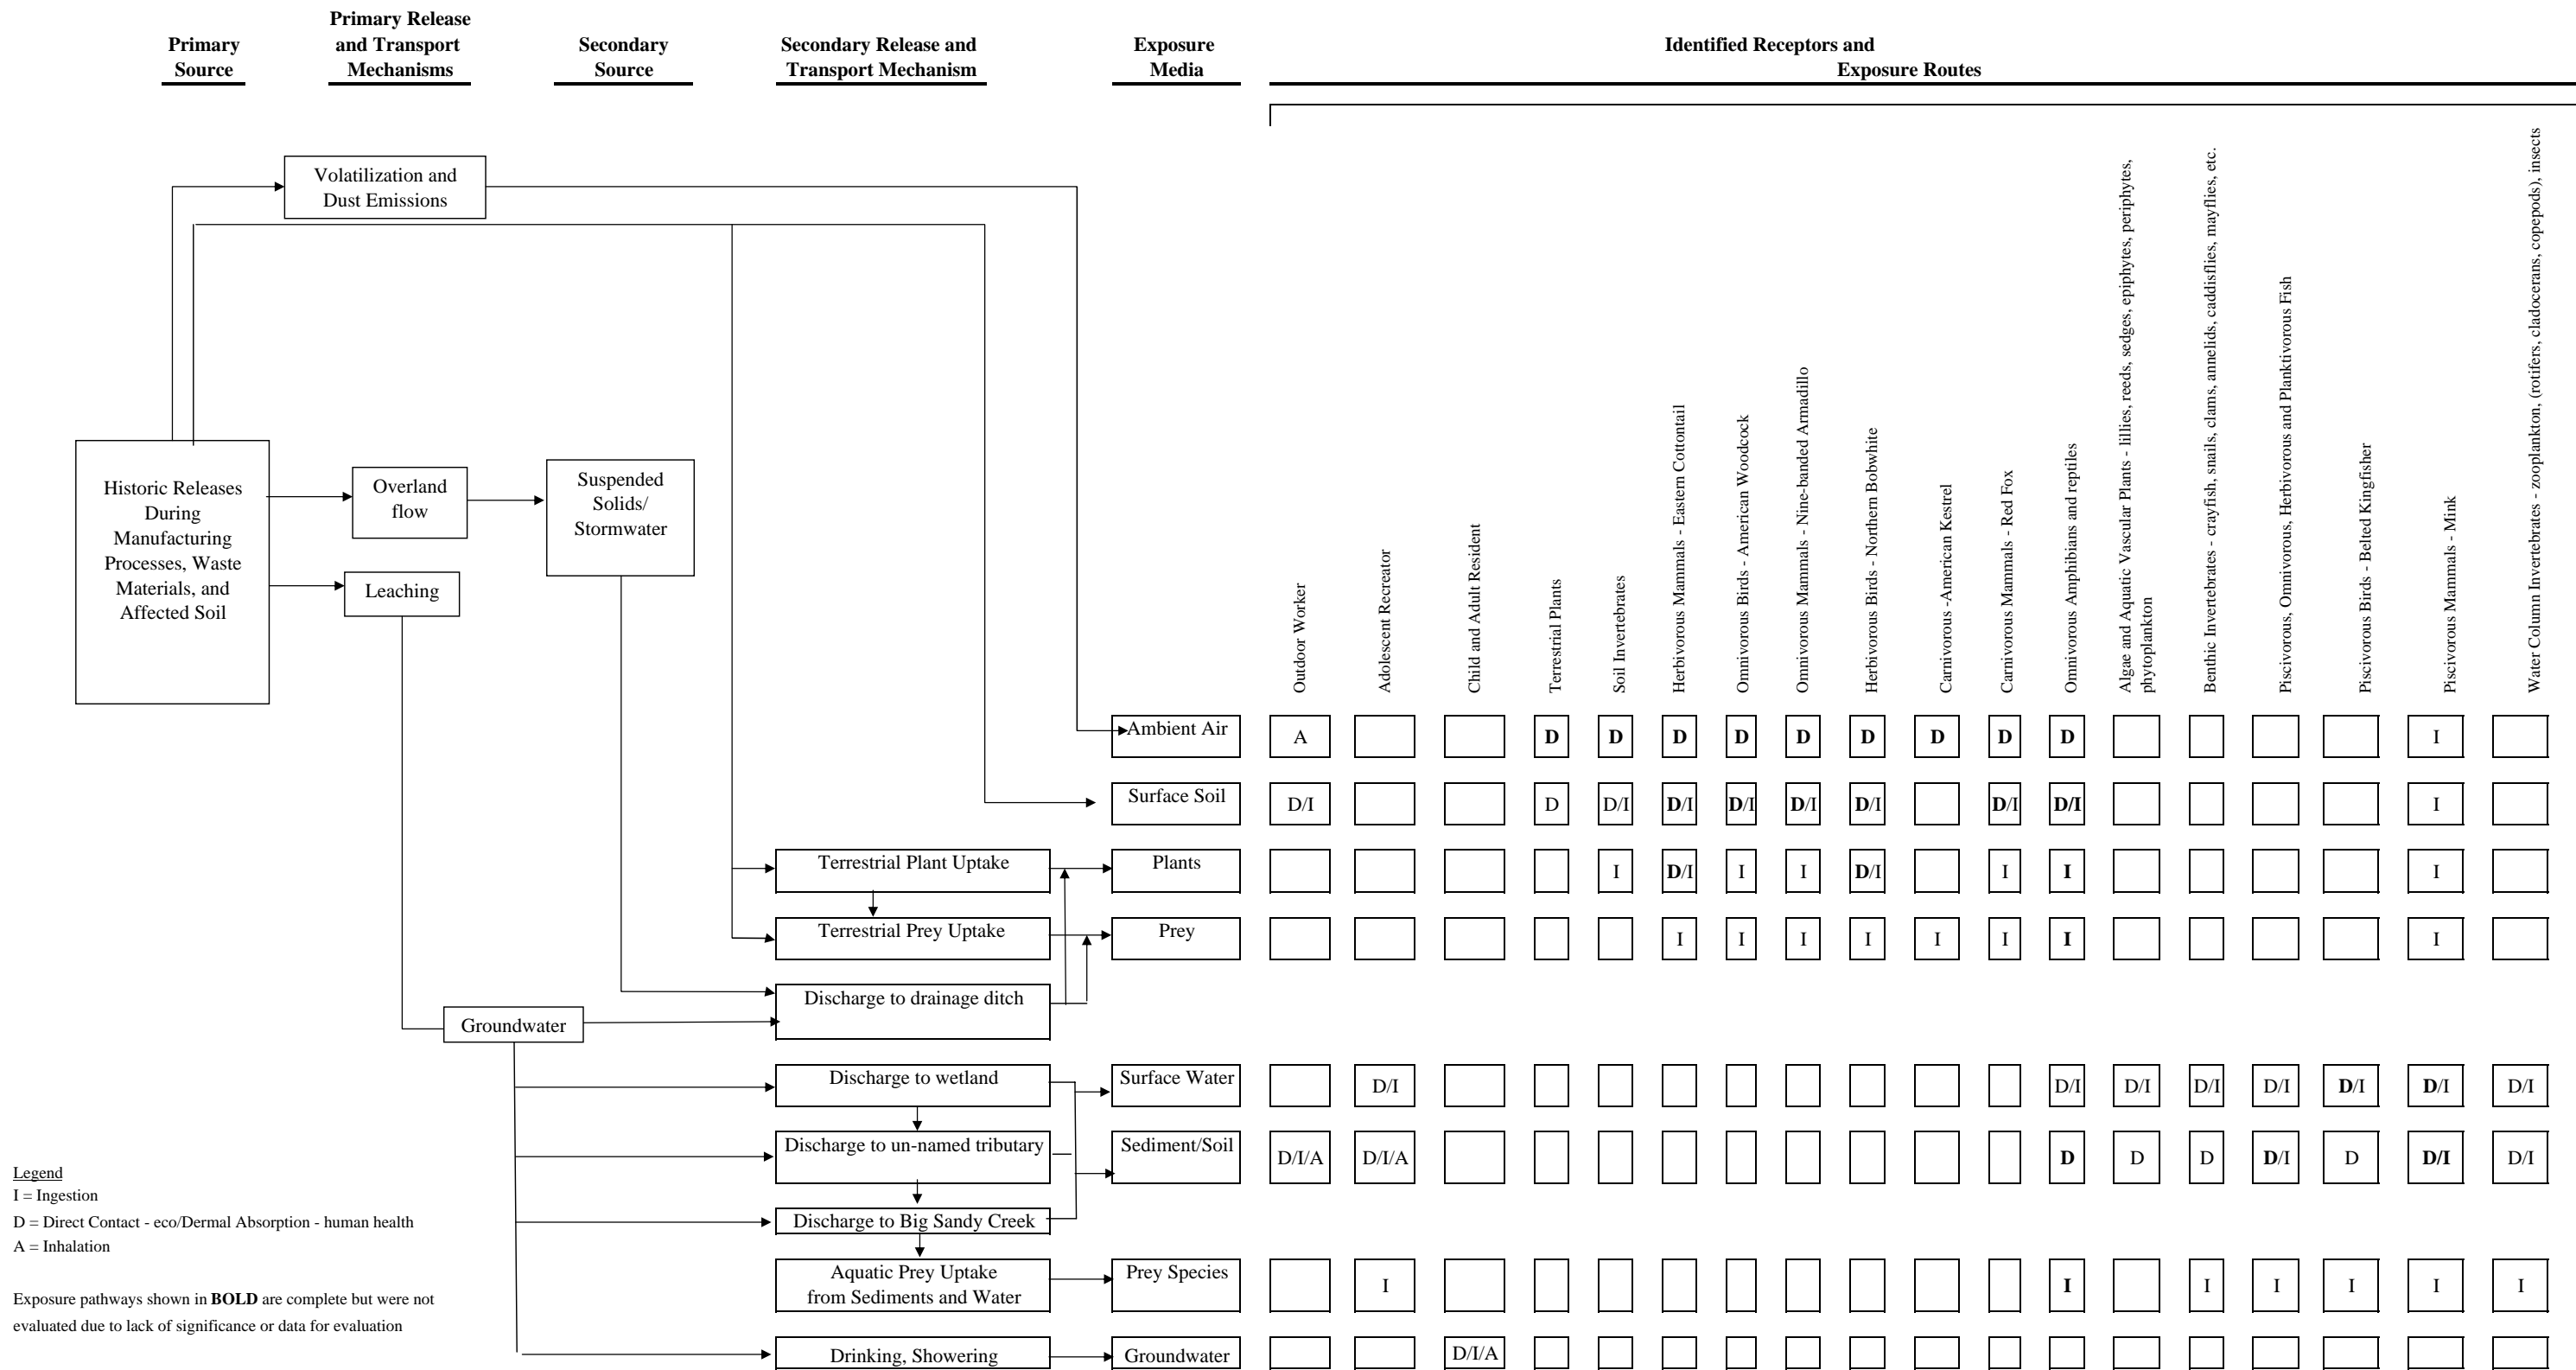 Primary Release
Primary and Transport Secondary Secondary Release and Exposure Identified Receptors and
Source Mechanisms Source Transport Mechanism Media Exposure Routes
Volatilization and
Dust Emissions
Historic Releases
During
Manufacturing
Processes, Waste
Materials, and
Affected Soil
Overland
flow
Suspended
Solids/
Stormwater
Leaching
Outdoor Worker
Adolescent Recreator
Child and Adult Resident
Terrestrial Plants
Soil Invertebrates
Herbivorous Mammals - Eastern Cottontail
Omnivorous Birds - American Woodcock
Omnivorous Mammals - Nine-banded Armadillo
Herbivorous Birds - Northern Bobwhite
Carnivorous -American Kestrel
Carnivorous Mammals - Red Fox
Omnivorous Amphibians and reptiles
Algae and Aquatic Vascular Plants - lillies, reeds, sedges, epiphytes, periphytes,
phytoplankton
Benthic Invertebrates - crayfish, snails, clams, annelids, caddisflies, mayflies, etc.
Piscivorous, Omnivorous, Herbivorous and Planktivorous Fish
Piscivorous Birds - Belted Kingfisher
Piscivorous Mammals - Mink
Water Column Invertebrates - zooplankton, (rotifers, cladocerans, copepods), insects
Ambient Air A D D D D D D D D D I
Surface Soil D/I D D/I D/I D/I D/I D/I D/I D/I I
Terrestrial Plant Uptake Plants I D/I I I D/I I I I
Terrestrial Prey Uptake Prey I I I I I I I I
Discharge to drainage ditch
Groundwater
Discharge to wetland Surface Water D/I D/I D/I D/I D/I D/I D/I D/I
Discharge to un-named tributary Sediment/Soil D/I/A D/I/A D D D D/I D D/I D/I
Discharge to Big Sandy Creek
Aquatic Prey Uptake
from Sediments and Water Prey Species I I I I I I I
Drinking, Showering Groundwater D/I/A
Legend
I = Ingestion
D = Direct Contact - eco/Dermal Absorption - human health
A = Inhalation
Exposure pathways shown in BOLD are complete but were not
evaluated due to lack of significance or data for evaluation